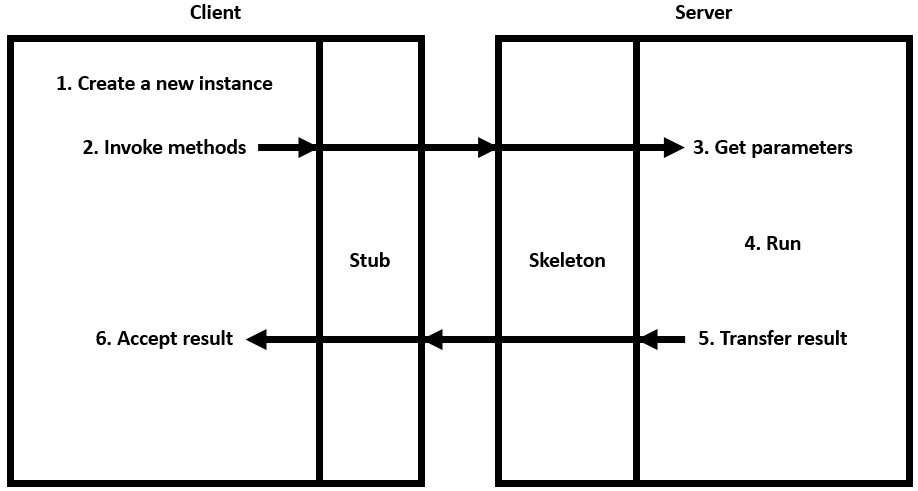 Client
Server
1. Create a new instance
2. Invoke methods
3. Get parameters
4. Run
Stub
Skeleton
6. Accept result
5. Transfer result